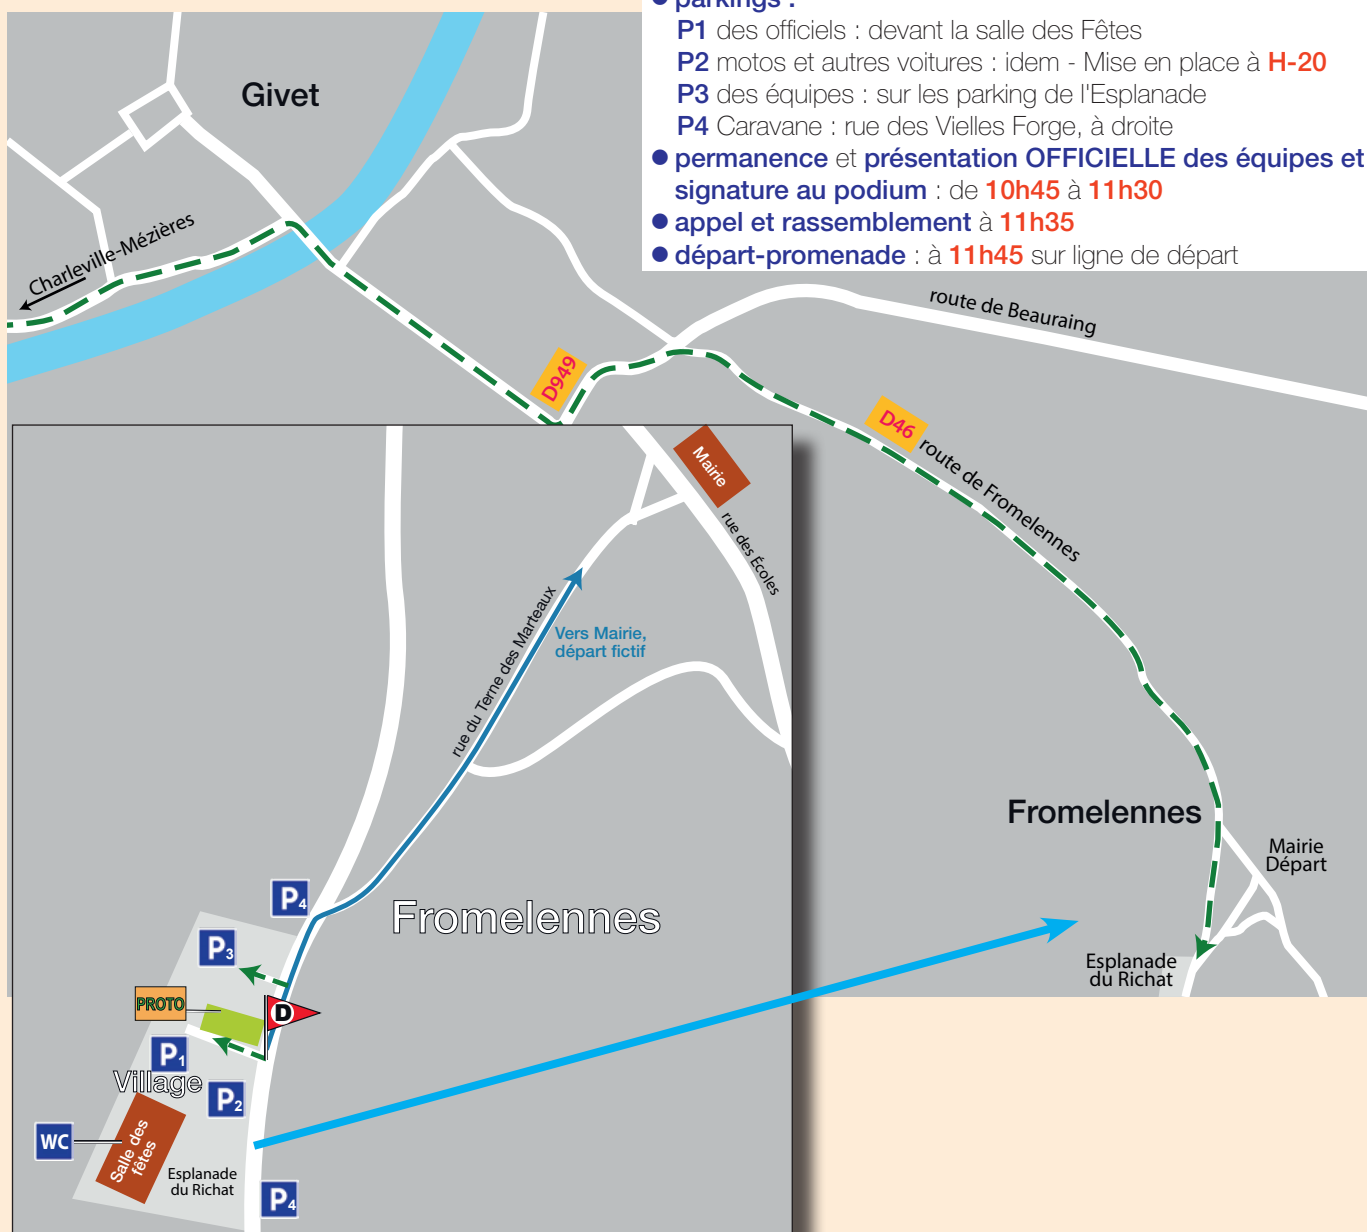 ● parkings :
P1 des officiels : devant la salle des Fêtes
P2 motos et autres voitures : idem - Mise en place à H-20
P3 des équipes : sur les parking de l'Esplanade
P4 Caravane : rue des Vielles Forge, à droite
● permanence et présentation OFFICIELLE des équipes et
signature au podium : de 10h45 à 11h30
● appel et rassemblement à 11h35
● départ-promenade : à 11h45 sur ligne de départ
Givet
Charleville-Mézières
route de Beauraing
D949
D46
route de Fromelennes
Mairie
rue des Écoles
rue du Terne des Marteaux
Vers Mairie,
départ fictif
Fromelennes
Mairie
Départ
Esplanade
du Richat
Fromelennes
P4
P3
PROTO
D
P1
Village
P2
WC
Salle des
fêtes
Esplanade
du Richat
P4